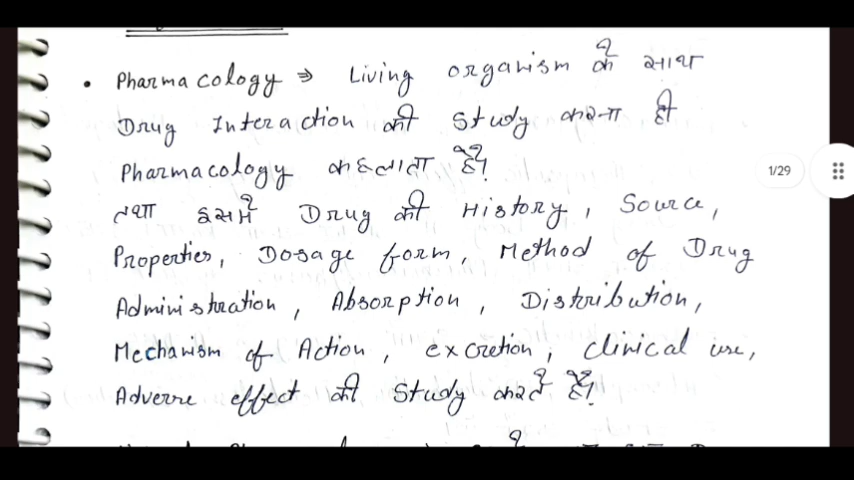 • Pharmacology ⇒ Living organism के साथ
Drug Interaction की Study करना ही
Pharmacology कहलाता है।
तथा इसमें Drug की History, Source,
Properties, Dosage form, Method of Drug
Administration, Absorption, Distribution,
Mechanism of Action, excretion, clinical use,
Adverse effect की Study करते हैं।
1/29